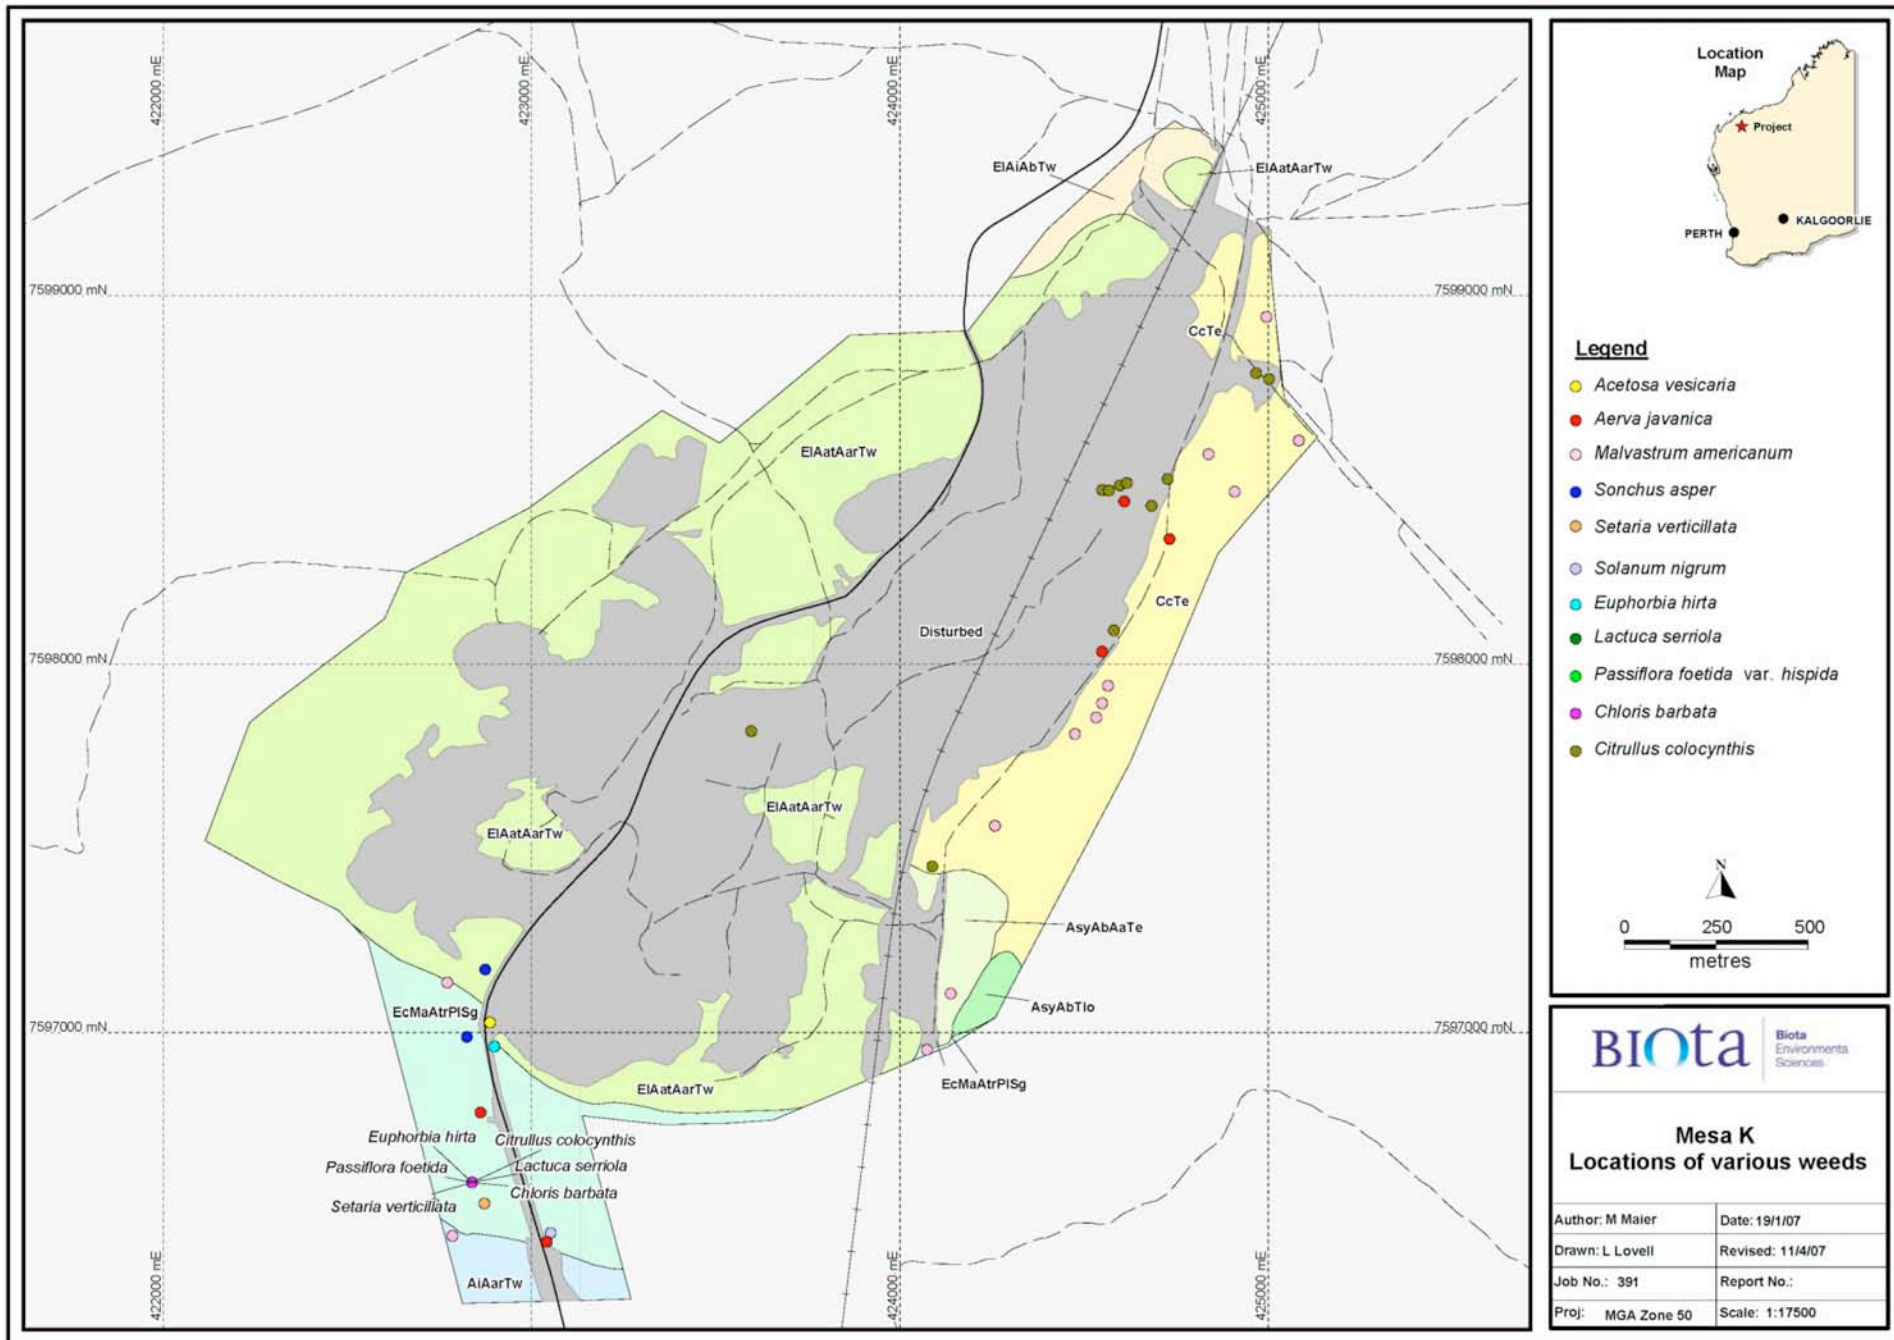 422000 mE
423000 mE
424000 mE
425000 mE
ElAiAbTw
ElAatAarTw
7599000 mN
7599000 mN
CcTe
ElAatAarTw
CcTe
Disturbed
7598000 mN
7598000 mN
ElAatAarTw
ElAatAarTw
AsyAbAaTe
AsyAbTlo
EcMaAtrPlSg
7597000 mN
7597000 mN
EcMaAtrPlSg
ElAatAarTw
Euphorbia hirta
Citrullus colocynthis
Passiflora foetida
Lactuca serriola
Chloris barbata
Setaria verticillata
AiAarTw
422000 mE
423000 mE
424000 mE
425000 mE
Location
Map
Project
KALGOORLIE
PERTH
Legend
Acetosa vesicaria
Aerva javanica
Malvastrum americanum
Sonchus asper
Setaria verticillata
Solanum nigrum
Euphorbia hirta
Lactuca serriola
Passiflora foetida var. hispida
Chloris barbata
Citrullus colocynthis
N
0 250 500
metres
BIOta
Biota
Environmental
Sciences
Mesa K
Locations of various weeds
Author: M Maier
Date: 19/1/07
Drawn: L Lovell
Revised: 11/4/07
Job No.: 391
Report No.:
Proj: MGA Zone 50
Scale: 1:17500